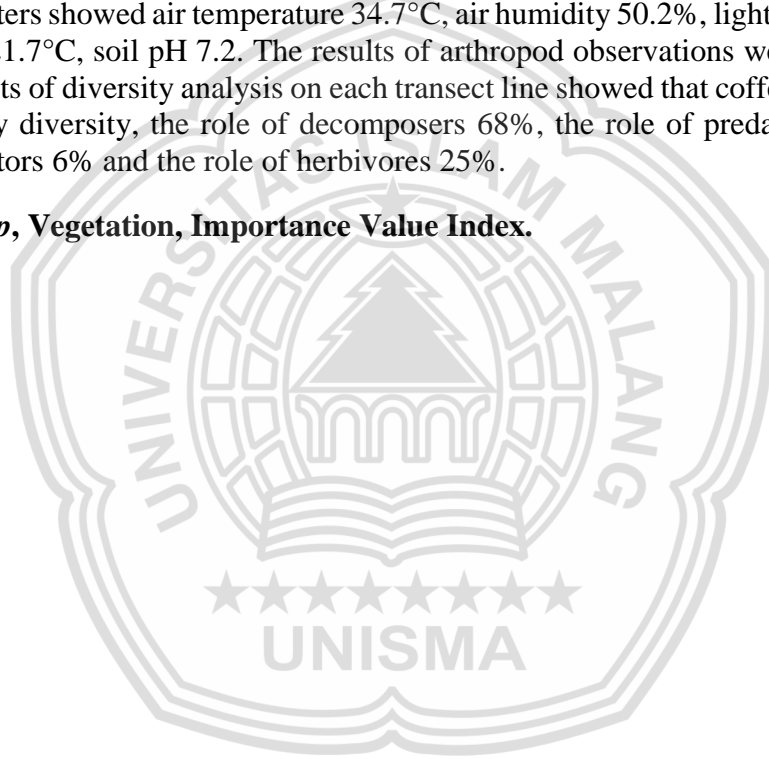 ters showed air temperature 34.7°C, air humidity 50.2%, light
1.7°C, soil pH 7.2. The results of arthropod observations we
ts of diversity analysis on each transect line showed that coff
y diversity, the role of decomposers 68%, the role of preda
tors 6% and the role of herbivores 25%.
p, Vegetation, Importance Value Index.
UNIVERSITAS ISLAM MALANG
UNISMA